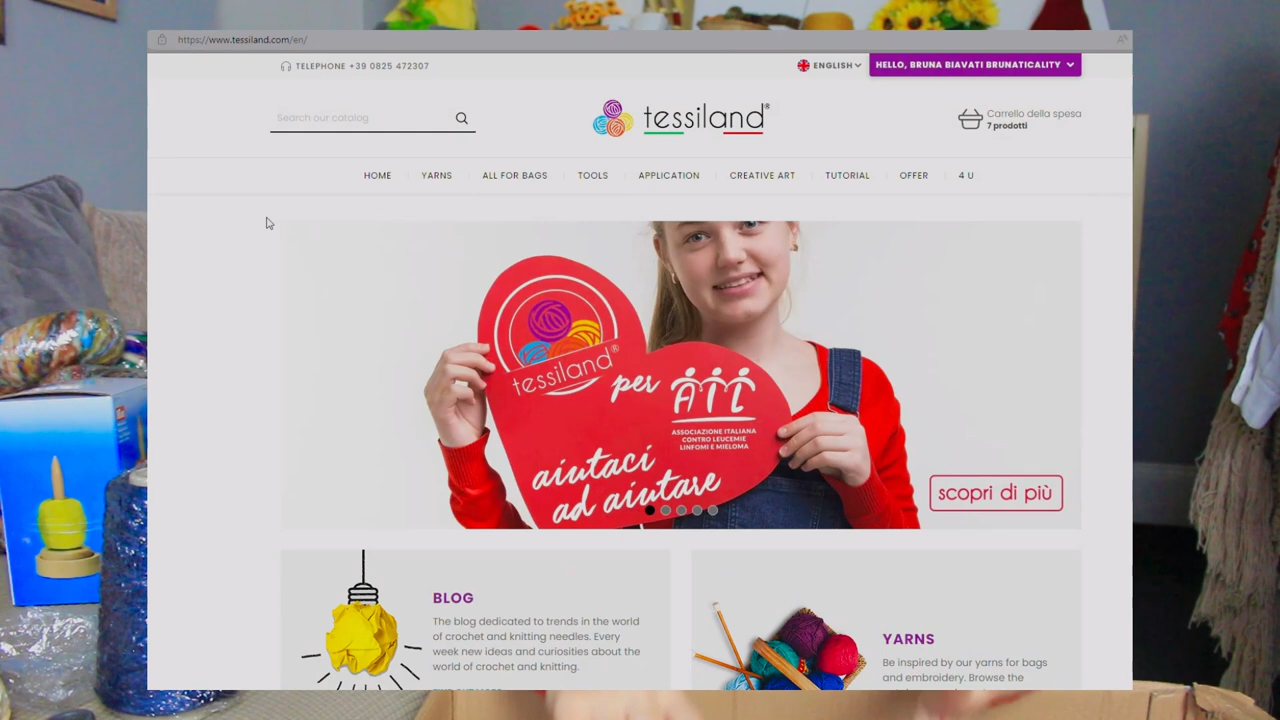 https://www.tessiland.com/en/
TELEPHONE +39 0825 472307
ENGLISH
HELLO, BRUNA BIAVATI BRUNATICALITY
Search our catalog
tessiland®
Carrello della spesa
7 prodotti
HOME
YARNS
ALL FOR BAGS
TOOLS
APPLICATION
CREATIVE ART
TUTORIAL
OFFER
4 U
tessiland®
per
AIL
ASSOCIAZIONE ITALIANA
CONTRO LEUCEMIE
LINFOMI E MIELOMA
aiutaci
ad aiutare
scopri di più
BLOG
The blog dedicated to trends in the world
of crochet and knitting needles. Every
week new ideas and curiosities about the
world of crochet and knitting.
YARNS
Be inspired by our yarns for bags
and embroidery. Browse the